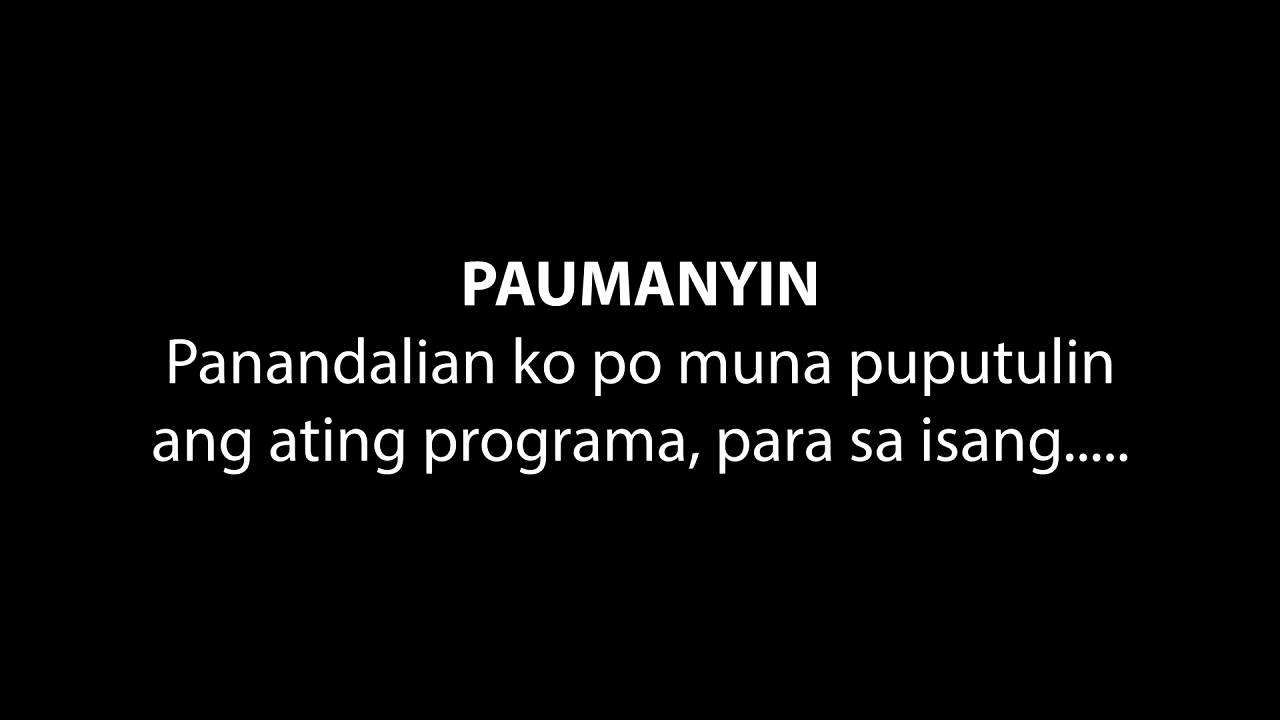 PAUMANYIN
Panandalian ko po muna puputulin
ang ating programa, para sa isang.....